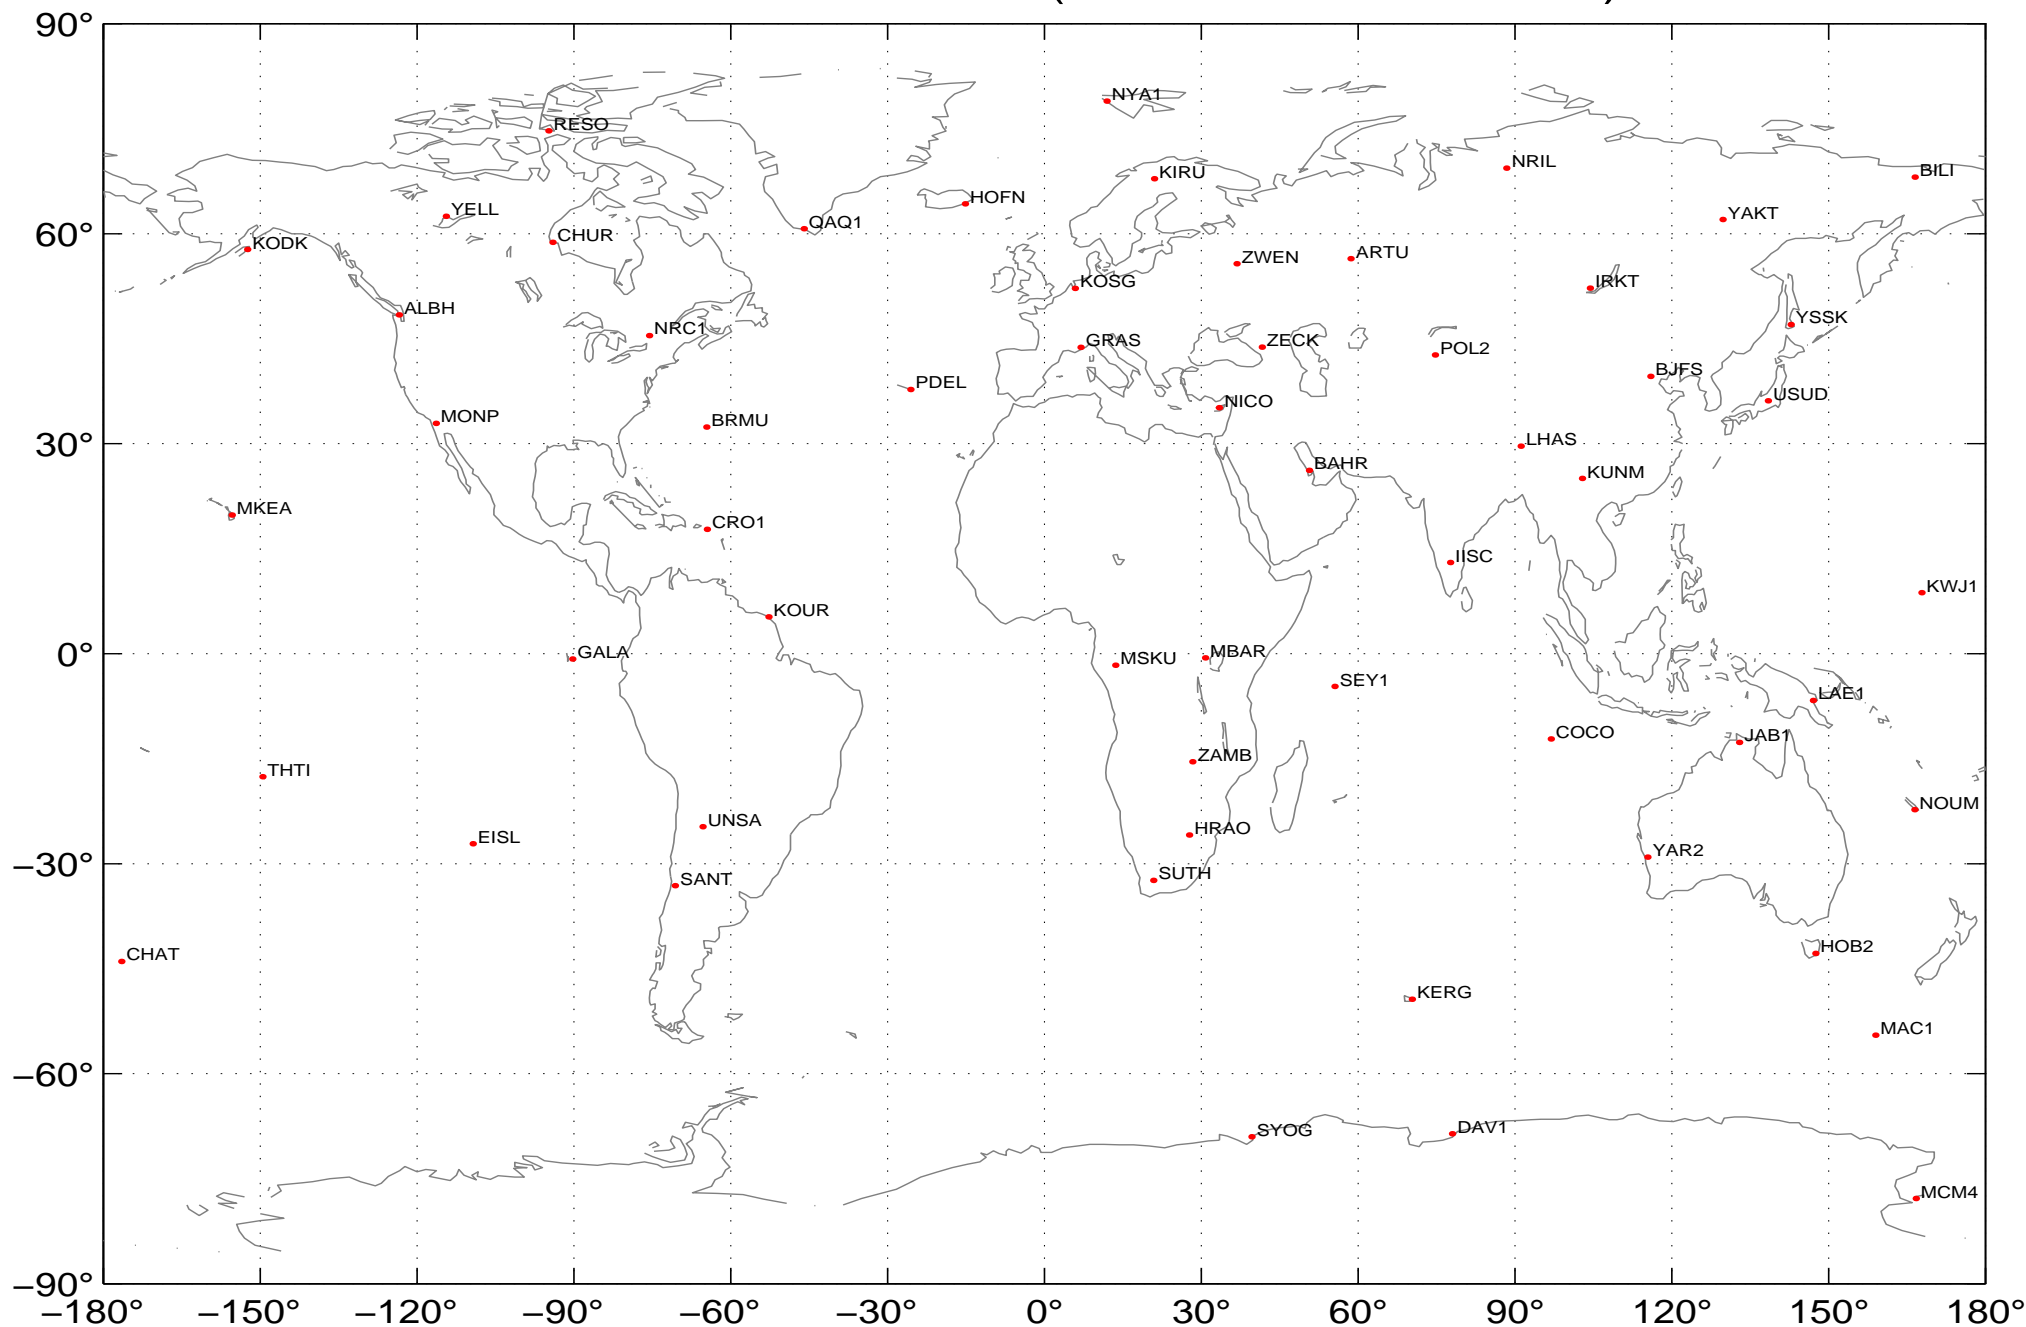 ( )
90°
NYA1
RESO
NRIL
KIRU
BILI
HOFN
YELL
YAKT
QAQ1
60°
CHUR
KODK
ARTU
ZWEN
KOSG
IRKT
ALBH
YSSK
NRC1
GRAS
ZECK
POL2
BJFS
PDEL
USUD
NICO
MONP
BRMU
30°
LHAS
BAHR
KUNM
MKEA
CRO1
IISC
KWJ1
KOUR
0°
GALA
MSKU
MBAR
SEY1
LAE1
COCO
JAB1
ZAMB
THTI
NOUM
UNSA
HRAO
EISL
YAR2
−30°
SUTH
SANT
HOB2
CHAT
KERG
MAC1
−60°
SYOG
DAV1
MCM4
−90°
−180° −150° −120° −90° −60° −30° 0° 30° 60° 90° 120° 150° 180°